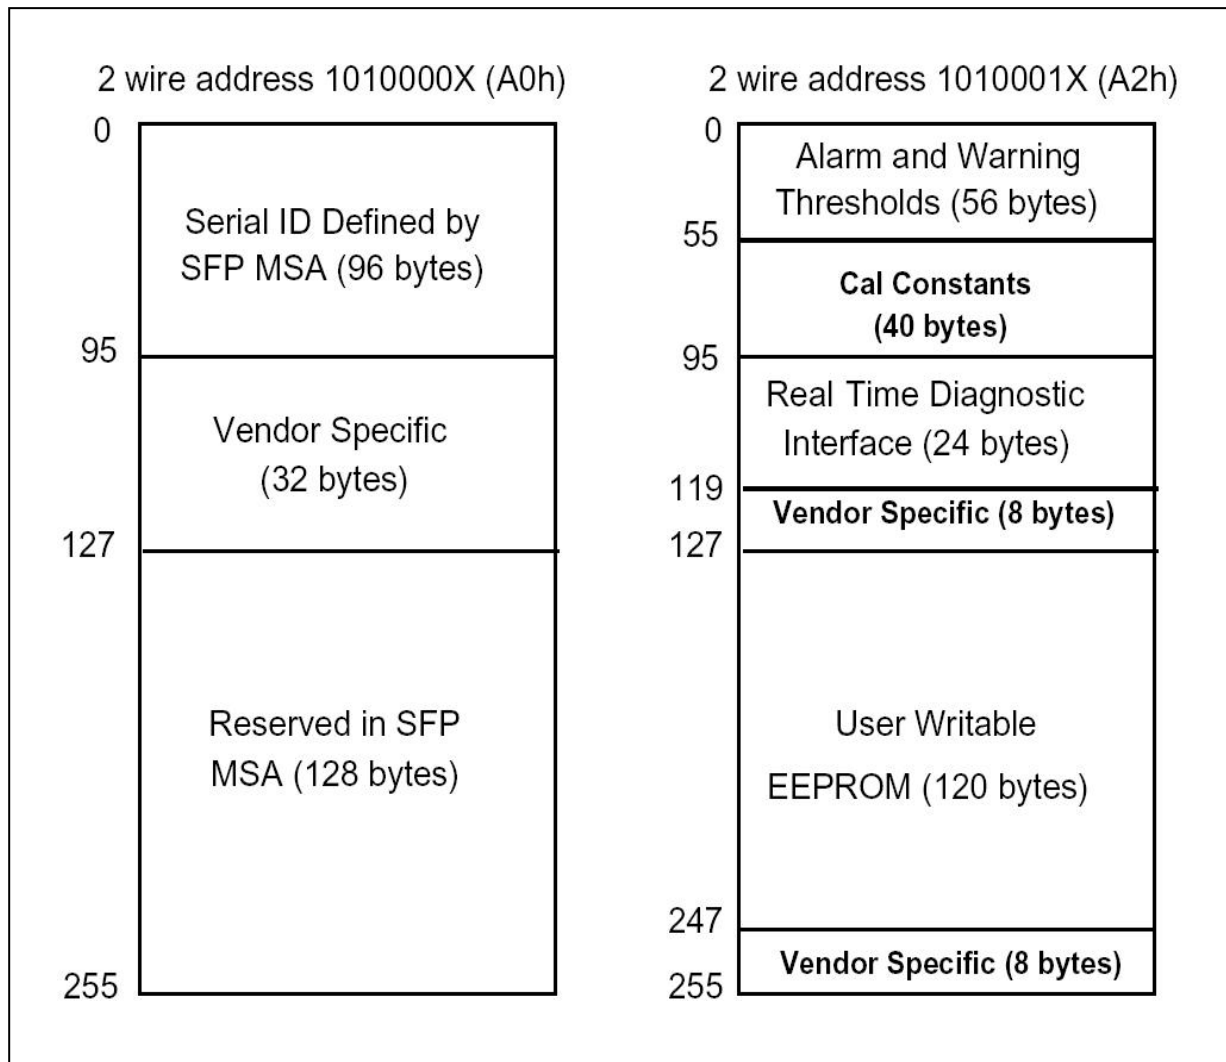 2 wire address 1010000X (A0h)
0
Serial ID Defined by
SFP MSA (96 bytes)
95
Vendor Specific
(32 bytes)
127
Reserved in SFP
MSA (128 bytes)
255
2 wire address 1010001X (A2h)
0
Alarm and Warning
Thresholds (56 bytes)
55
Cal Constants
(40 bytes)
95
Real Time Diagnostic
Interface (24 bytes)
119
Vendor Specific (8 bytes)
127
User Writable
EEPROM (120 bytes)
247
Vendor Specific (8 bytes)
255